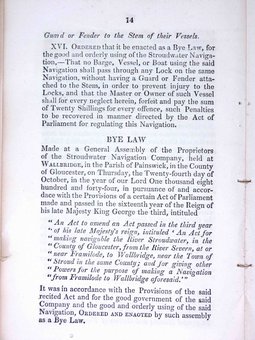 14
Guard or Fender to the Stem of their Vessels.
XVI. ORDERED that it be enacted as a Bye Law, for
the good and orderly using of the Stroudwater Naviga-
tion,—That no Barge, Vessel, or Boat using the said
Navigation shall pass through any Lock on the same
Navigation, without having a Guard or Fender attach-
ched to the Stem, in order to prevent injury to the
Locks, and that the Master or Owner of such Vessel
shall for every neglect herein, forfeit and pay the sum
of Twenty Shillings for every offence, such Penalties
to be recovered in manner directed by the Act of
Parliament for regulating this Navigation.
BYE LAW
Made at a General Assembly of the Proprietors
of the Stroudwater Navigation Company, held at
WALLBRIDGE, in the Parish of Painswick, in the County
of Gloucester, on Thursday, the Twenty-fourth day of
October, in the year of our Lord One thousand eight
hundred and forty-four, in pursuance of and accor-
dance with the Provisions of a certain Act of Parliament
made and passed in the sixteenth year of the Reign of
his late Majesty King George the third, intituled
" An Act to amend an Act passed in the third year
" of his late Majesty's reign, intituled ' An Act for
" making navigable the River Stroudwater, in the
" County of Gloucester, from the River Severn, at or
" near Framilode, to Wallbridge, near the Town of
" Stroud in the same County; and for giving other
" Powers for the purpose of making a Navigation
" from Framilode to Wallbridge aforesaid.'"
It was in accordance with the Provisions of the said
recited Act and for the good government of the said
Company and the good and orderly using of the said
Navigation, ORDERED AND ENACTED by such assembly
as a Bye Law.